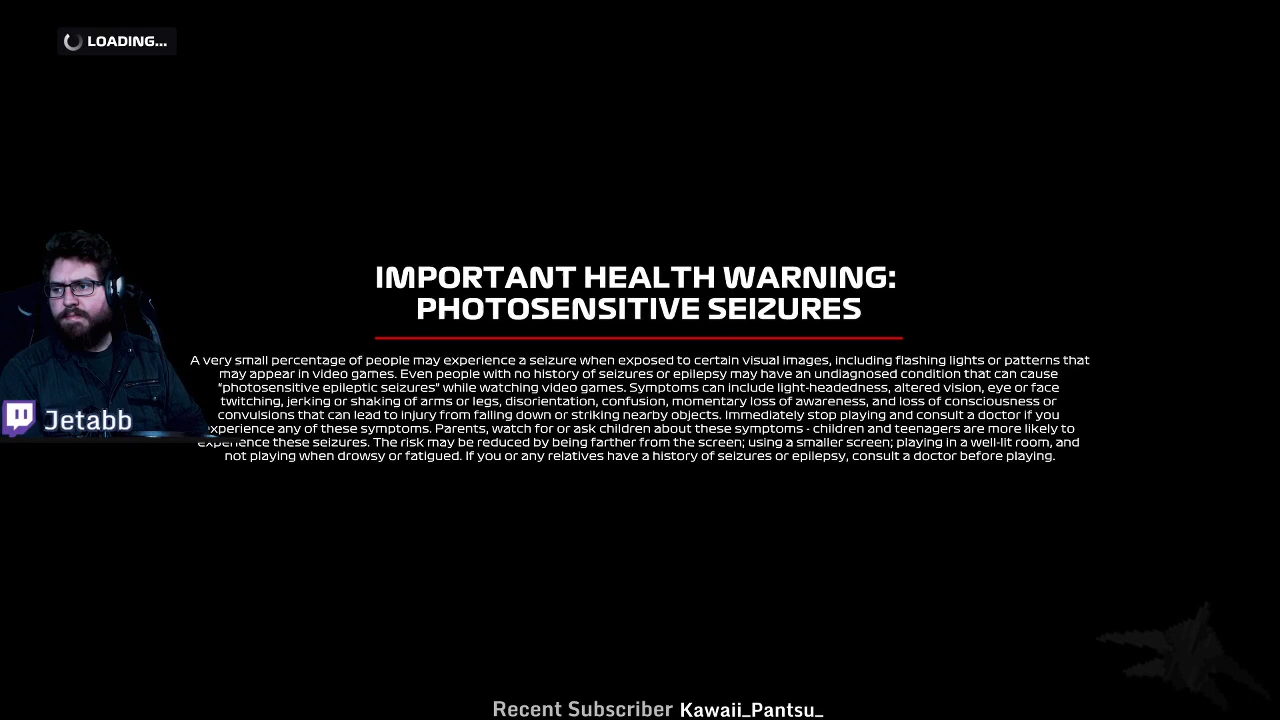 LOADING...
IMPORTANT HEALTH WARNING:
PHOTOSENSITIVE SEIZURES
A very small percentage of people may experience a seizure when exposed to certain visual images, including flashing lights or patterns that
may appear in video games. Even people with no history of seizures or epilepsy may have an undiagnosed condition that can cause
"photosensitive epileptic seizures" while watching video games. Symptoms can include light-headedness, altered vision, eye or face
twitching, jerking or shaking of arms or legs, disorientation, confusion, momentary loss of awareness, and loss of consciousness or
convulsions that can lead to injury from falling down or striking nearby objects. Immediately stop playing and consult a doctor if you
experience any of these symptoms. Parents, watch for or ask children about these symptoms - children and teenagers are more likely to
experience these seizures. The risk may be reduced by being farther from the screen; using a smaller screen; playing in a well-lit room, and
not playing when drowsy or fatigued. If you or any relatives have a history of seizures or epilepsy, consult a doctor before playing.
Jetabb
Recent Subscriber Kawaii_Pantsu_